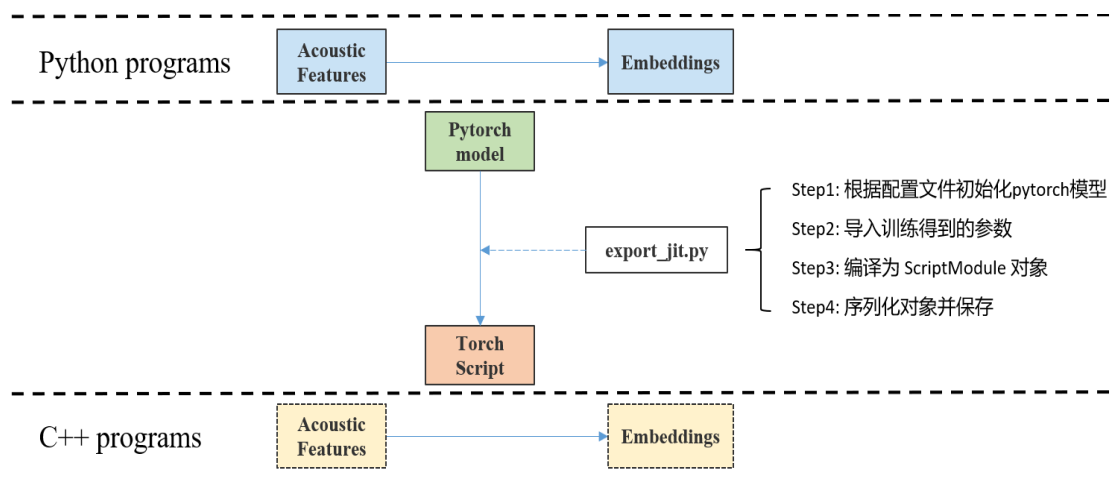 Python programs
Acoustic
Features
Embeddings
Pytorch
model
export_jit.py
Step1: 根据配置文件初始化pytorch模型
Step2: 导入训练得到的参数
Step3: 编译为 ScriptModule 对象
Step4: 序列化对象并保存
Torch
Script
C++ programs
Acoustic
Features
Embeddings